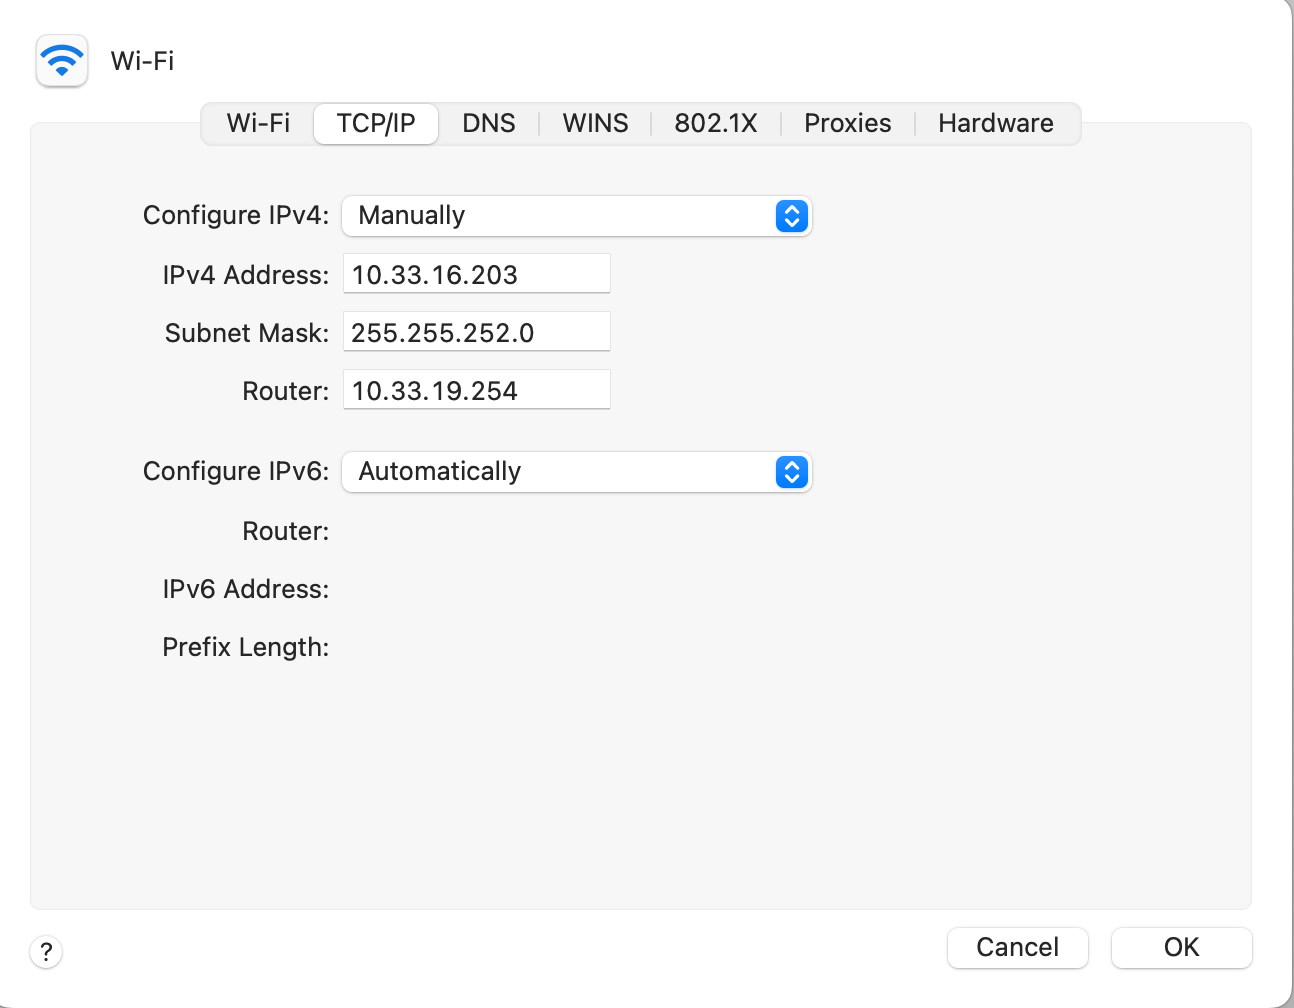 Wi-Fi
Wi-Fi TCP/IP DNS WINS 802.1X Proxies Hardware
Configure IPv4: Manually
IPv4 Address: 10.33.16.203
Subnet Mask: 255.255.252.0
Router: 10.33.19.254
Configure IPv6: Automatically
Router:
IPv6 Address:
Prefix Length:
? Cancel OK